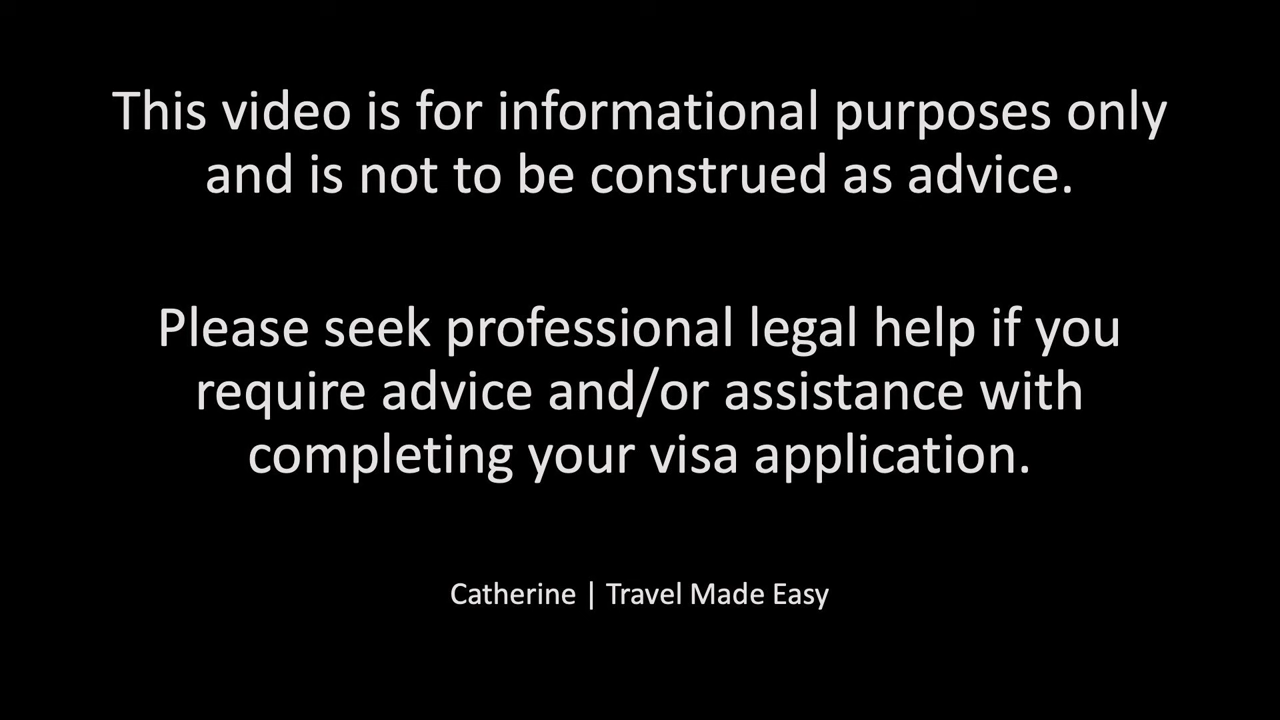 This video is for informational purposes only
and is not to be construed as advice.
Please seek professional legal help if you
require advice and/or assistance with
completing your visa application.
Catherine | Travel Made Easy